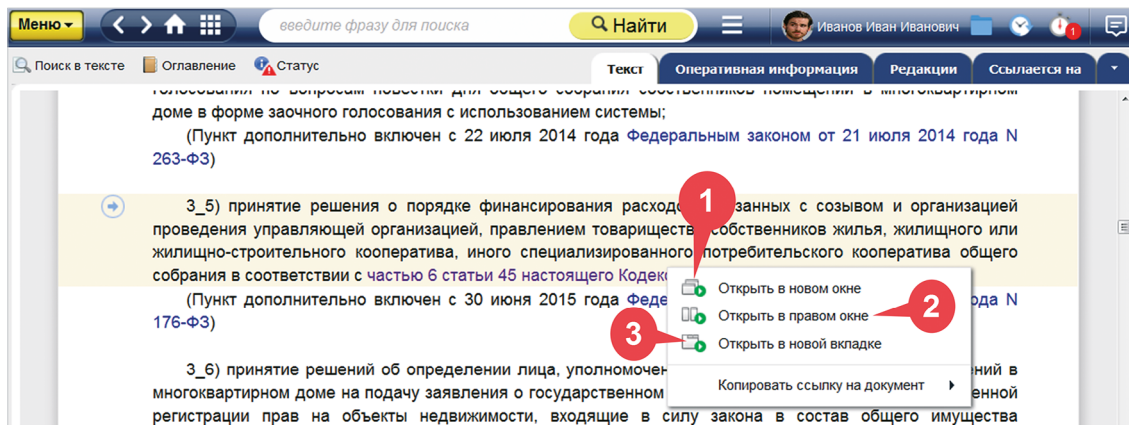 Меню введите фразу для поиска Найти Иванов Иван Иванович 1
Поиск в тексте Оглавление Статус Текст Оперативная информация Редакции Ссылается на
голосования по вопросам повестки дня общего собрания собственников помещений в многоквартирном
доме в форме заочного голосования с использованием системы;
(Пункт дополнительно включен с 22 июля 2014 года Федеральным законом от 21 июля 2014 года N
263-ФЗ)
3_5) принятие решения о порядке финансирования расходо занных с созывом и организацией
проведения управляющей организацией, правлением товариществ собственников жилья, жилищного или
жилищно-строительного кооператива, иного специализированного потребительского кооператива общего
собрания в соответствии с частью 6 статьи 45 настоящего Кодекс
(Пункт дополнительно включен с 30 июня 2015 года Феде ода N
176-ФЗ)
3_6) принятие решений об определении лица, уполномочен ний в
многоквартирном доме на подачу заявления о государственном енной
регистрации прав на объекты недвижимости, входящие в силу закона в состав общего имущества
1
Открыть в новом окне
Открыть в правом окне
2
3
Открыть в новой вкладке
Копировать ссылку на документ